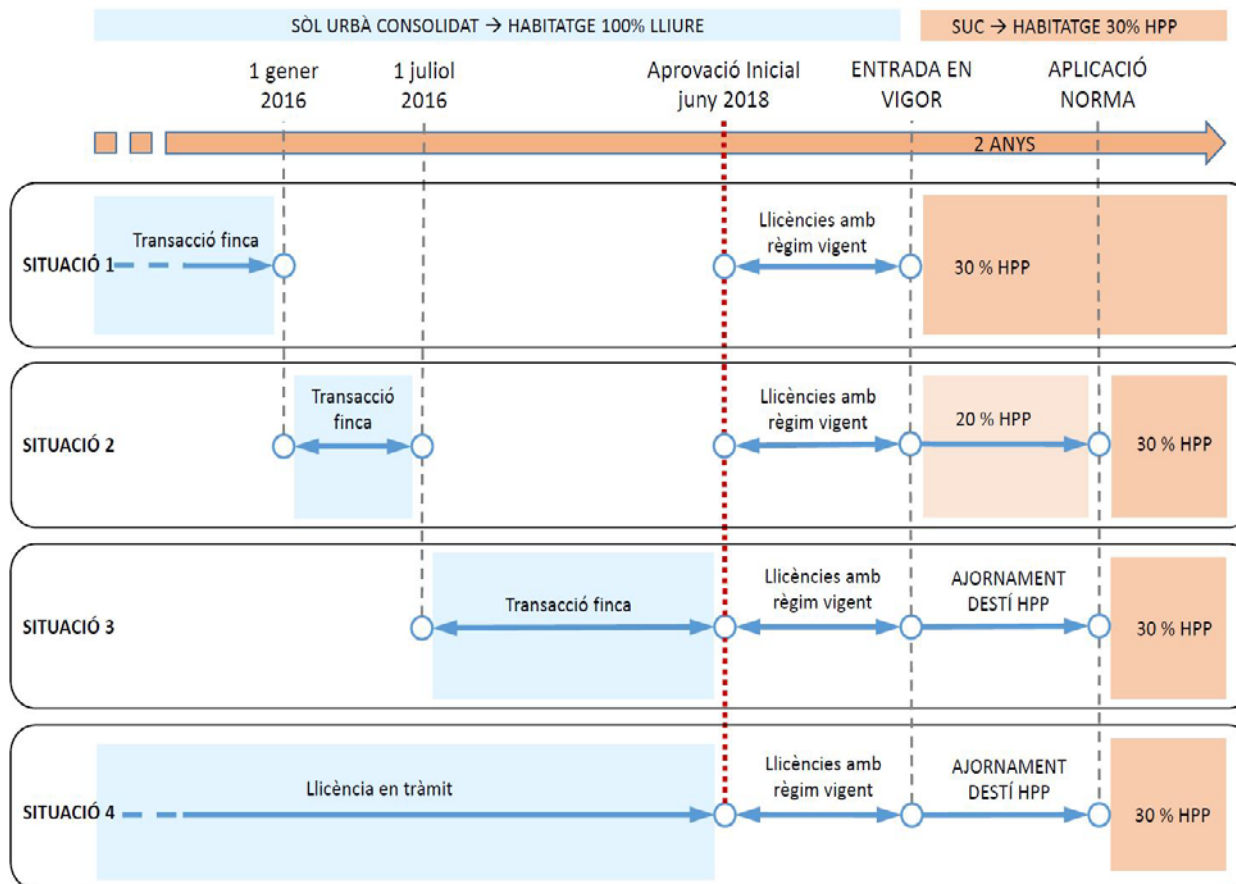 SÒL URBÀ CONSOLIDAT → HABITATGE 100% LLIURE
SUC → HABITATGE 30% HPP
1 gener
2016
1 juliol
2016
Aprovació Inicial
juny 2018
ENTRADA EN
VIGOR
APLICACIÓ
NORMA
2 ANYS
SITUACIÓ 1
Transacció finca
Llicències amb
règim vigent
30 % HPP
SITUACIÓ 2
Transacció
finca
Llicències amb
règim vigent
20 % HPP
30 % HPP
SITUACIÓ 3
Transacció finca
Llicències amb
règim vigent
AJORNAMENT
DESTÍ HPP
30 % HPP
SITUACIÓ 4
Llicència en tràmit
Llicències amb
règim vigent
AJORNAMENT
DESTÍ HPP
30 % HPP